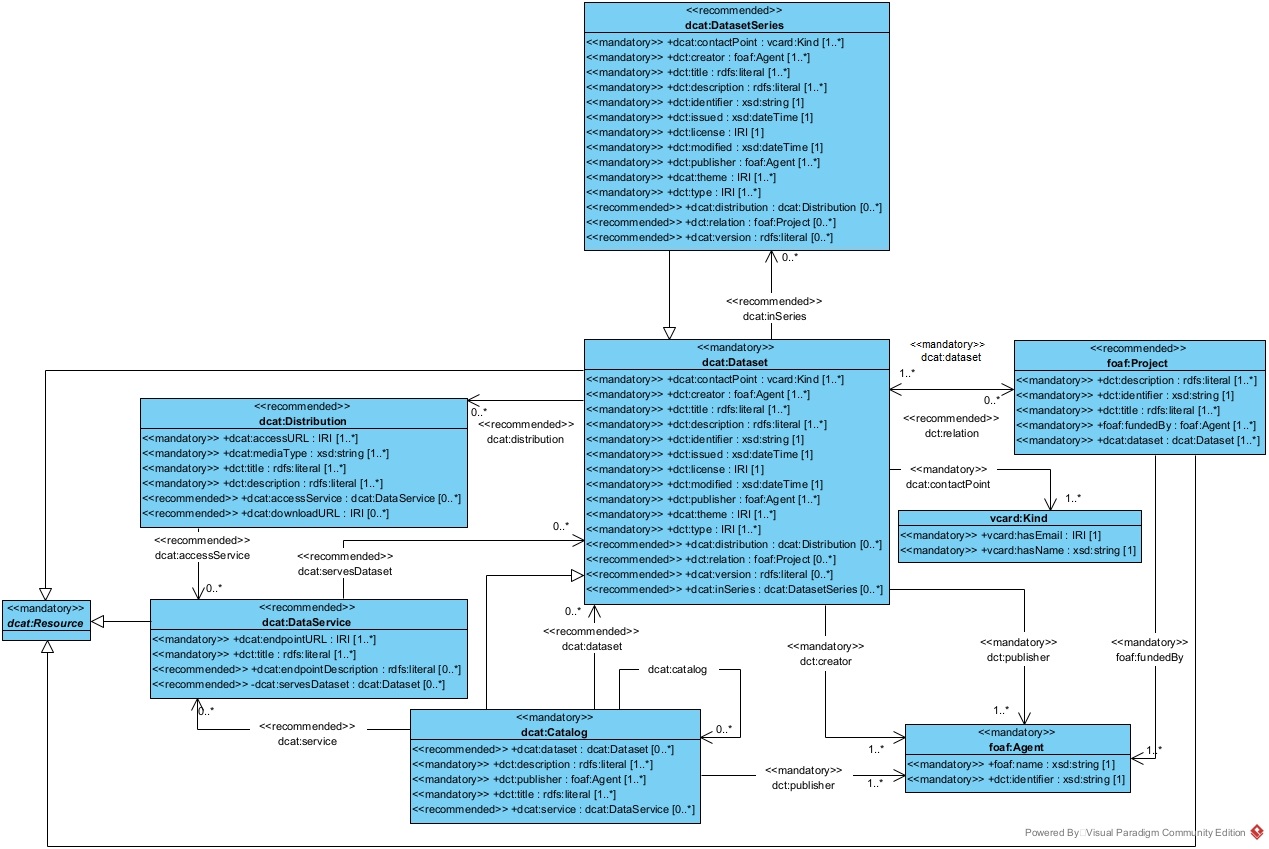 <<recommended>>
dcat:DatasetSeries
<<mandatory>> +dcat:contactPoint : vcard:Kind [1..*]
<<mandatory>> +dct:creator : foaf:Agent [1..*]
<<mandatory>> +dct:title : rdfs:literal [1..*]
<<mandatory>> +dct:description : rdfs:literal [1..*]
<<mandatory>> +dct:identifier : xsd:string [1]
<<mandatory>> +dct:issued : xsd:dateTime [1]
<<mandatory>> +dct:license : IRI [1]
<<mandatory>> +dct:modified : xsd:dateTime [1]
<<mandatory>> +dct:publisher : foaf:Agent [1..*]
<<mandatory>> +dcat:theme : IRI [1..*]
<<mandatory>> +dct:type : IRI [1..*]
<<recommended>> +dcat:distribution : dcat:Distribution [0..*]
<<recommended>> +dct:relation : foaf:Project [0..*]
<<recommended>> +dcat:version : rdfs:literal [0..*]
0..*
<<recommended>>
dcat:inSeries
<<mandatory>>
dcat:Dataset
<<mandatory>> +dcat:contactPoint : vcard:Kind [1..*]
<<mandatory>> +dct:creator : foaf:Agent [1..*]
<<mandatory>> +dct:title : rdfs:literal [1..*]
<<mandatory>> +dct:description : rdfs:literal [1..*]
<<mandatory>> +dct:identifier : xsd:string [1]
<<mandatory>> +dct:issued : xsd:dateTime [1]
<<mandatory>> +dct:license : IRI [1]
<<mandatory>> +dct:modified : xsd:dateTime [1]
<<mandatory>> +dct:publisher : foaf:Agent [1..*]
<<mandatory>> +dcat:theme : IRI [1..*]
<<mandatory>> +dct:type : IRI [1..*]
<<recommended>> +dcat:distribution : dcat:Distribution [0..*]
<<recommended>> +dct:relation : foaf:Project [0..*]
<<recommended>> +dcat:version : rdfs:literal [0..*]
<<recommended>> +dcat:inSeries : dcat:DatasetSeries [0..*]
<<mandatory>>
dcat:dataset
1..*
0..*
<<recommended>>
dct:relation
<<recommended>>
foaf:Project
<<mandatory>> +dct:description : rdfs:literal [1..*]
<<mandatory>> +dct:identifier : xsd:string [1]
<<mandatory>> +dct:title : rdfs:literal [1..*]
<<mandatory>> +foaf:fundedBy : foaf:Agent [1..*]
<<mandatory>> +dcat:dataset : dcat:Dataset [1..*]
0..*
<<recommended>>
dcat:distribution
<<recommended>>
dcat:Distribution
<<mandatory>> +dcat:accessURL : IRI [1..*]
<<mandatory>> +dcat:mediaType : xsd:string [1..*]
<<mandatory>> +dct:title : rdfs:literal [1..*]
<<mandatory>> +dct:description : rdfs:literal [1..*]
<<recommended>> +dcat:accessService : dcat:DataService [0..*]
<<recommended>> +dcat:downloadURL : IRI [0..*]
<<mandatory>>
dcat:contactPoint
1..*
vcard:Kind
<<mandatory>> +vcard:hasEmail : IRI [1]
<<mandatory>> +vcard:hasName : xsd:string [1]
<<recommended>>
dcat:accessService
0..*
<<recommended>>
dcat:servesDataset
0..*
<<mandatory>>
dcat:Resource
<<recommended>>
dcat:DataService
<<mandatory>> +dcat:endpointURL : IRI [1..*]
<<mandatory>> +dct:title : rdfs:literal [1..*]
<<recommended>> +dcat:endpointDescription : rdfs:literal [0..*]
<<recommended>> -dcat:servesDataset : dcat:Dataset [0..*]
0..*
<<recommended>>
dcat:dataset
dcat:catalog
0..*
0..*
<<recommended>>
dcat:service
<<mandatory>>
dcat:Catalog
<<recommended>> +dcat:dataset : dcat:Dataset [0..*]
<<mandatory>> +dct:description : rdfs:literal [1..*]
<<mandatory>> +dct:publisher : foaf:Agent [1..*]
<<mandatory>> +dct:title : rdfs:literal [1..*]
<<recommended>> +dcat:service : dcat:DataService [0..*]
<<mandatory>>
dct:creator
1..*
<<mandatory>>
dct:publisher
1..*
<<mandatory>>
foaf:fundedBy
1..*
<<mandatory>>
dct:publisher
1..*
<<mandatory>>
foaf:Agent
<<mandatory>> +foaf:name : xsd:string [1]
<<mandatory>> +dct:identifier : xsd:string [1]
Powered By Visual Paradigm Community Edition